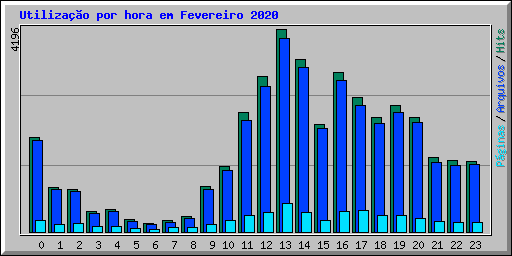 Utilização por hora em Fevereiro 2020
4196
Páginas / Arquivos / Hits
0 1 2 3 4 5 6 7 8 9 10 11 12 13 14 15 16 17 18 19 20 21 22 23